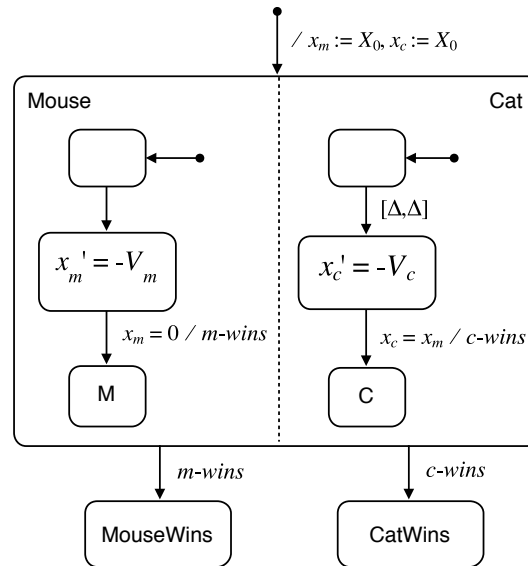 / x_m := X_0, x_c := X_0
Mouse
Cat
[Δ,Δ]
x_m' = -V_m
x_c' = -V_c
x_m = 0 / m-wins
x_c = x_m / c-wins
M
C
m-wins
c-wins
MouseWins
CatWins